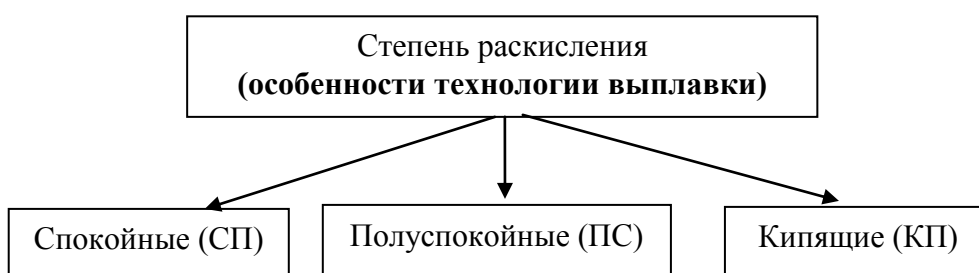 Степень раскисления
(особенности технологии выплавки)
Спокойные (СП)
Полуспокойные (ПС)
Кипящие (КП)